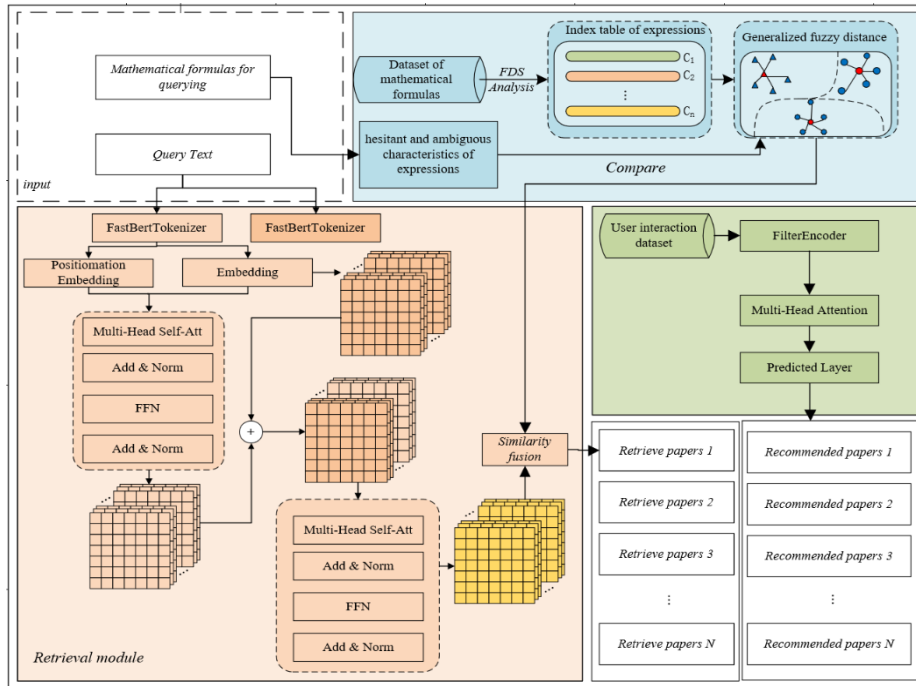 Mathematical formulas for
querying
Query Text
input
Dataset of
mathematical
formulas
FDS
Analysis
Index table of expressions
C₁
C₂
⋮
Cₙ
Generalized fuzzy distance
hesitant and ambiguous
characteristics of
expressions
Compare
FastBertTokenizer
FastBertTokenizer
Positiomation
Embedding
Embedding
Multi-Head Self-Att
Add & Norm
FFN
Add & Norm
+
Multi-Head Self-Att
Add & Norm
FFN
Add & Norm
Similarity
fusion
Retrieval module
User interaction
dataset
FilterEncoder
Multi-Head Attention
Predicted Layer
Retrieve papers 1
Retrieve papers 2
Retrieve papers 3
⋮
Retrieve papers N
Recommended papers 1
Recommended papers 2
Recommended papers 3
⋮
Recommended papers N